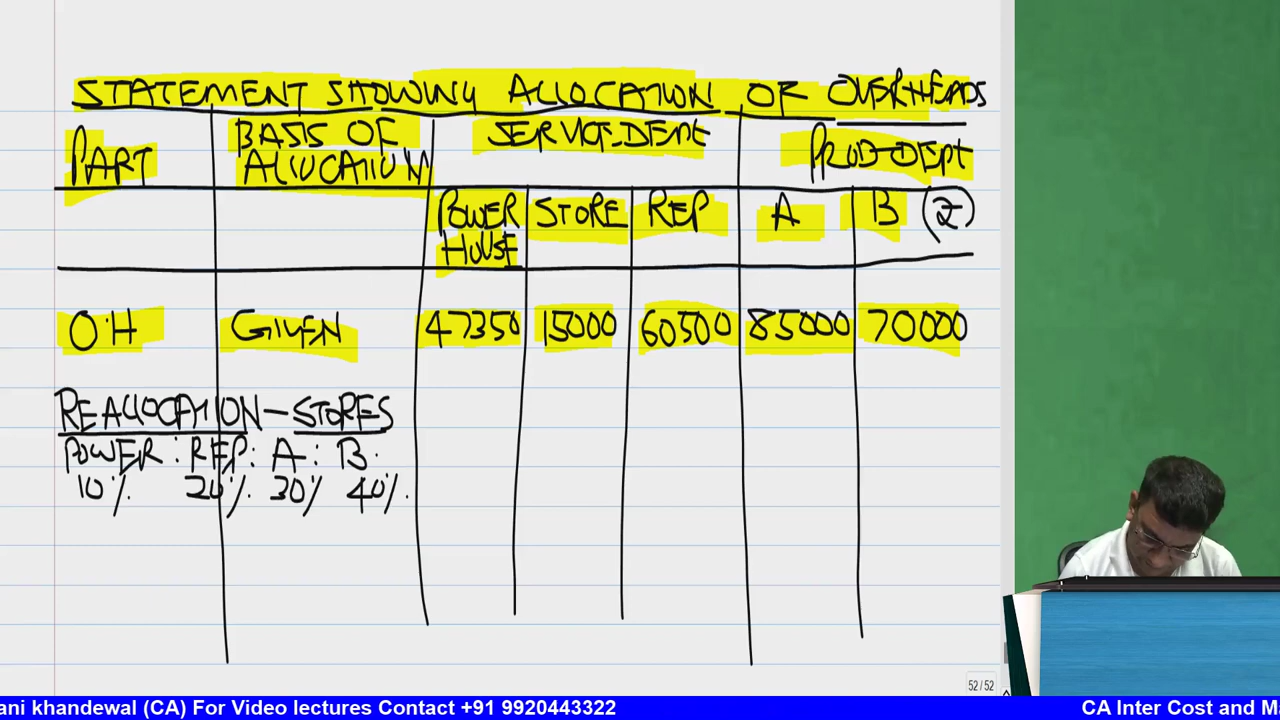 STATEMENT SHOWING ALLOCATION OF OVERHEADS
PART BASIS OF ALLOCATION SERVICE DEPT PROD-DEPT
POWER HOUSE STORE REP A B (₹)
O.H GIVEN 47350 15000 60500 85000 70000
REALLOCATION-STORES
POWER : REP: A : B.
10%. 20%. 30% 40%.
52/52
ani khandewal (CA) For Video lectures Contact +91 9920443322 CA Inter Cost and Ma